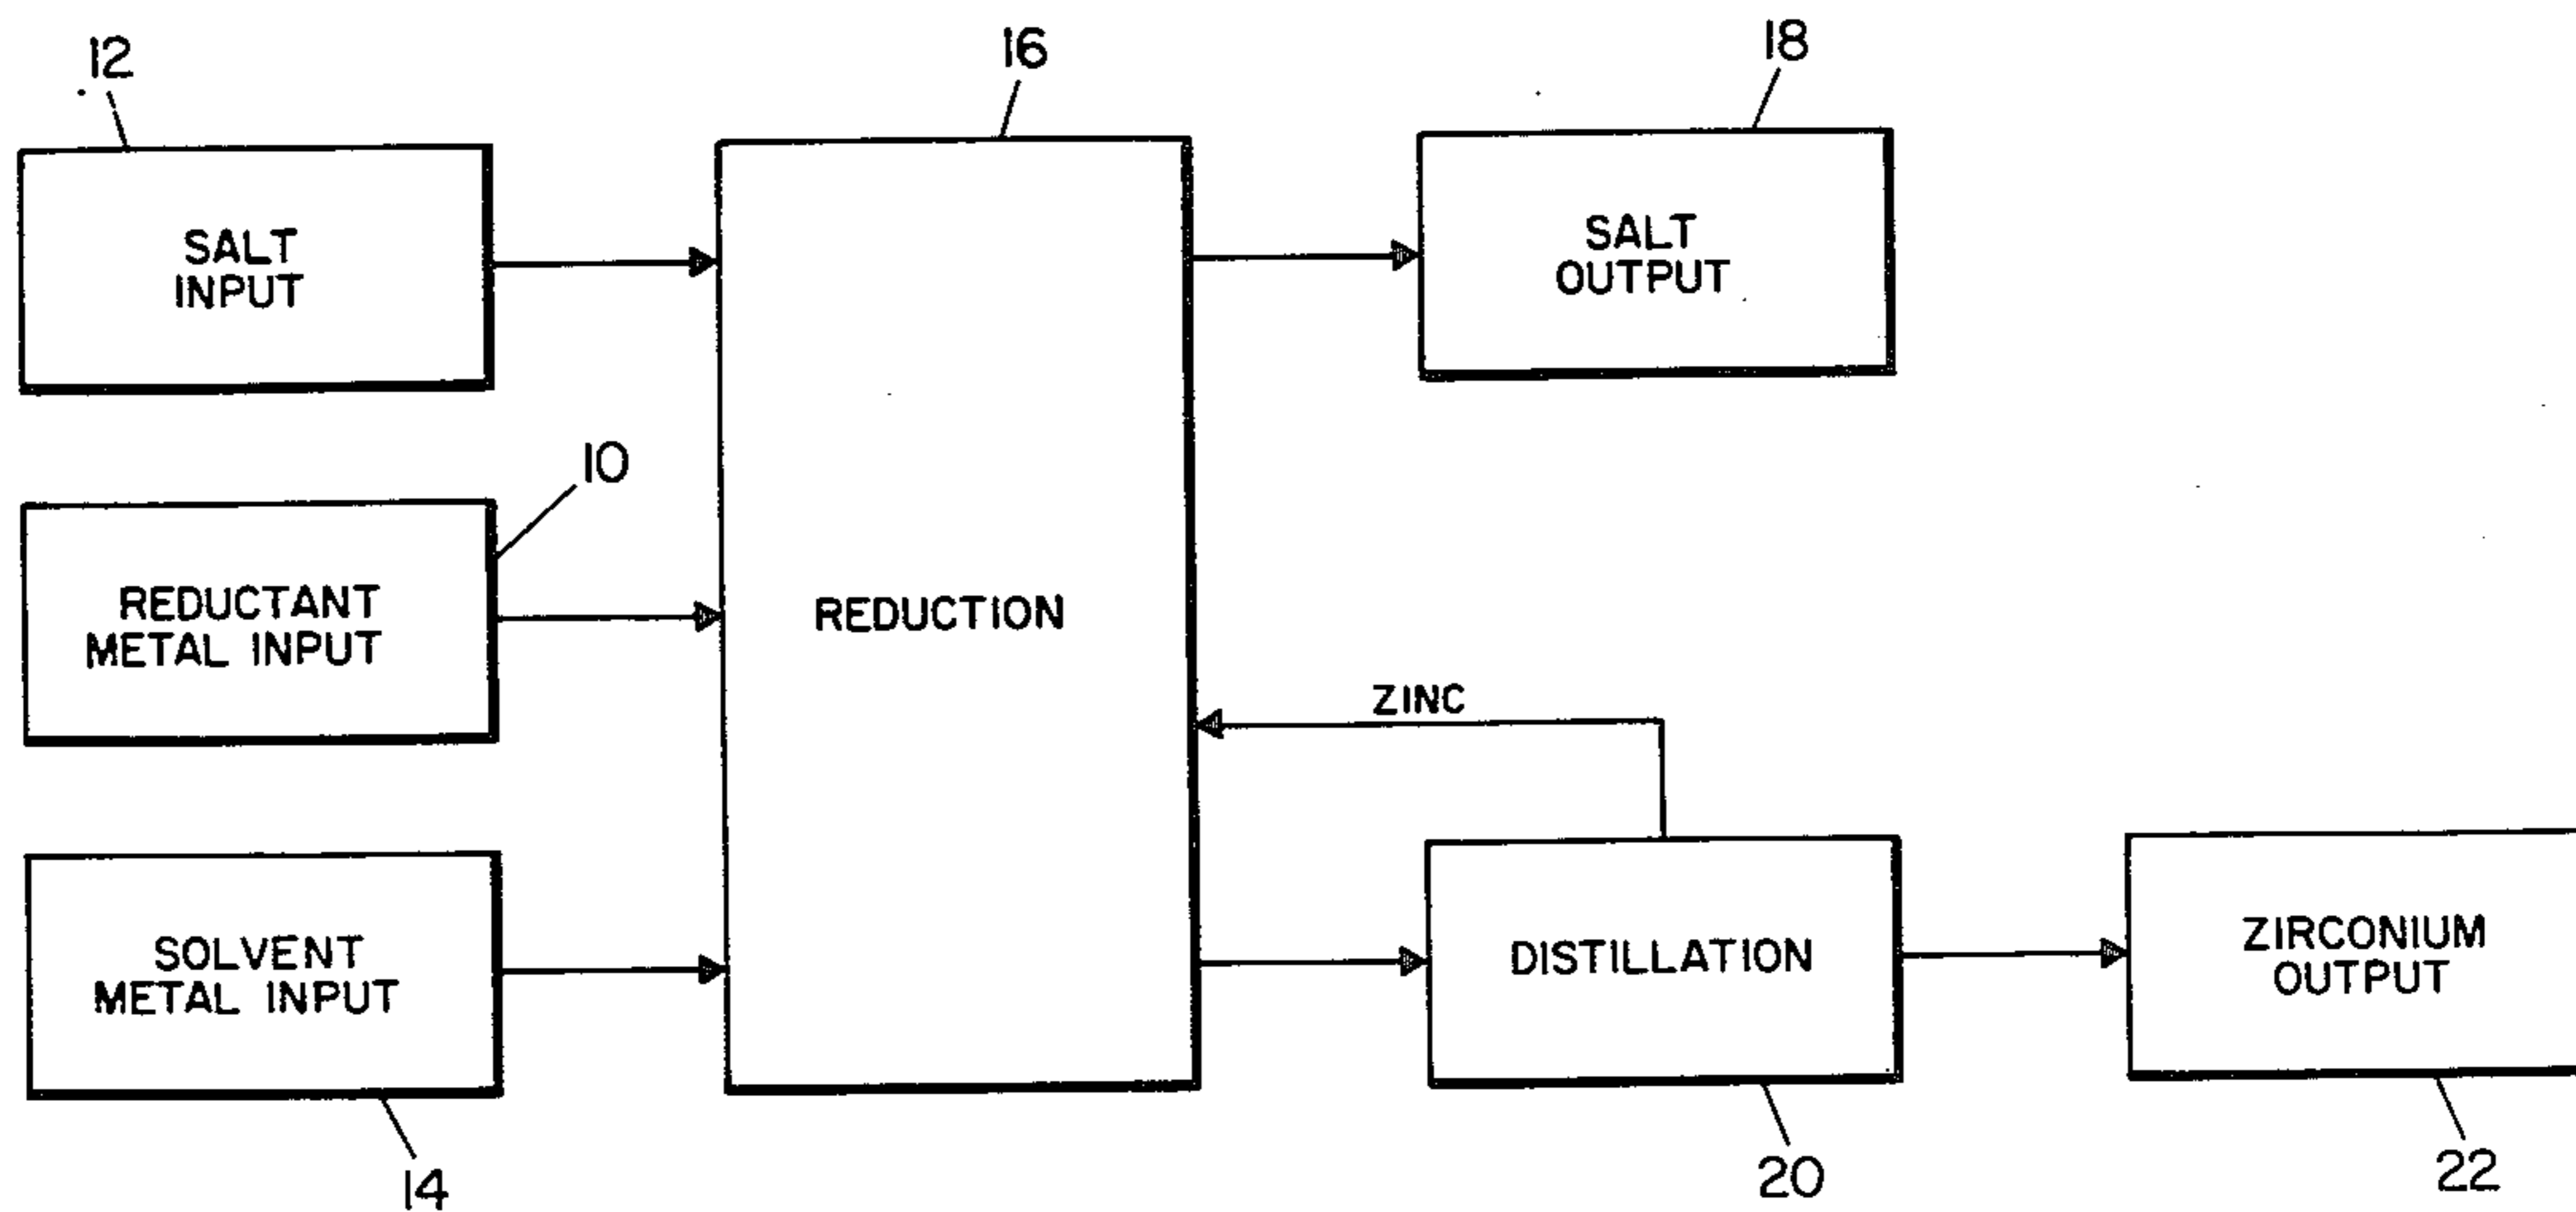 12
16
18
SALT
INPUT
SALT
OUTPUT
10
REDUCTANT
METAL INPUT
REDUCTION
ZINC
SOLVENT
METAL INPUT
DISTILLATION
ZIRCONIUM
OUTPUT
14
20
22